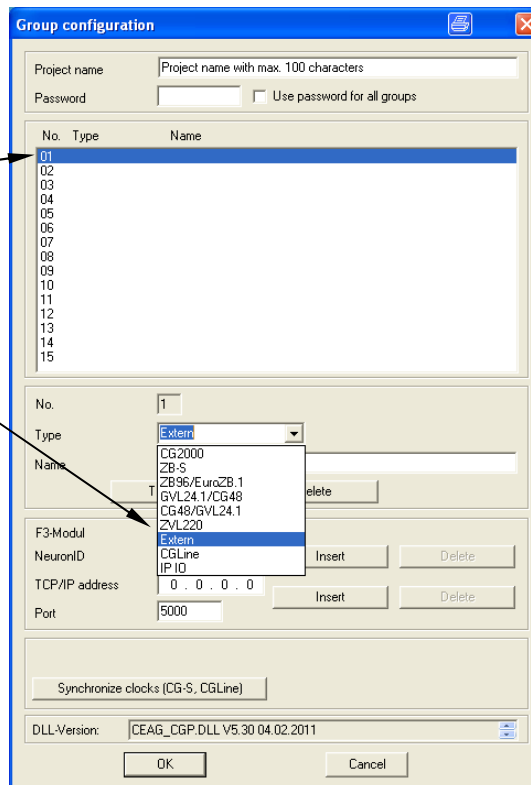 Group configuration
Project name Project name with max. 100 characters
Password Use password for all groups
No. Type Name
01
02
03
04
05
06
07
08
09
10
11
12
13
14
15
No. 1
Type Extern
Name
CG2000
ZB-S
ZB96/EuroZB.1
T elete
GVL24.1/CG48
CG48/GVL24.1
ZVL220
F3-Modul
Extern
NeuronID Insert Delete
CGLine
IP IO
TCP/IP address 0 . 0 . 0 . 0
Insert Delete
Port 5000
Synchronize clocks (CG-S, CGLine)
DLL-Version: CEAG_CGP.DLL V5.30 04.02.2011
OK Cancel